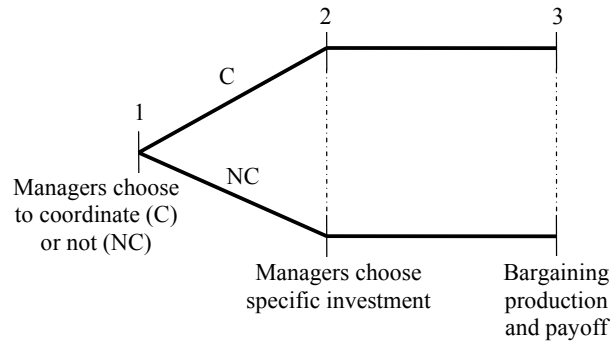 2
3
C
1
NC
Managers choose
to coordinate (C)
or not (NC)
Managers choose
specific investment
Bargaining
production
and payoff